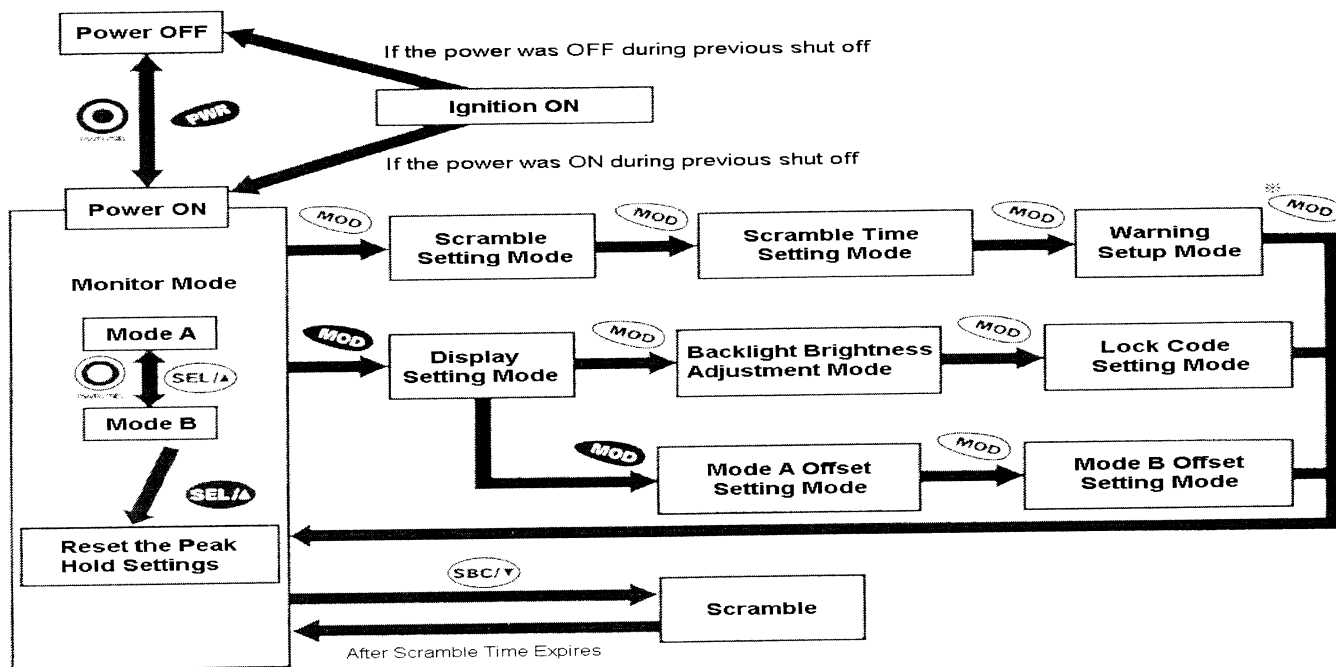 Power OFF
If the power was OFF during previous shut off
Ignition ON
PWR
If the power was ON during previous shut off
Power ON
MOD
Scramble
Setting Mode
MOD
Scramble Time
Setting Mode
MOD
Warning
Setup Mode
※
MOD
Monitor Mode
Mode A
SEL/▲
Mode B
MOD
Display
Setting Mode
MOD
Backlight Brightness
Adjustment Mode
MOD
Lock Code
Setting Mode
MOD
Mode A Offset
Setting Mode
MOD
Mode B Offset
Setting Mode
SEL/▲
Reset the Peak
Hold Settings
SBC/▼
Scramble
After Scramble Time Expires